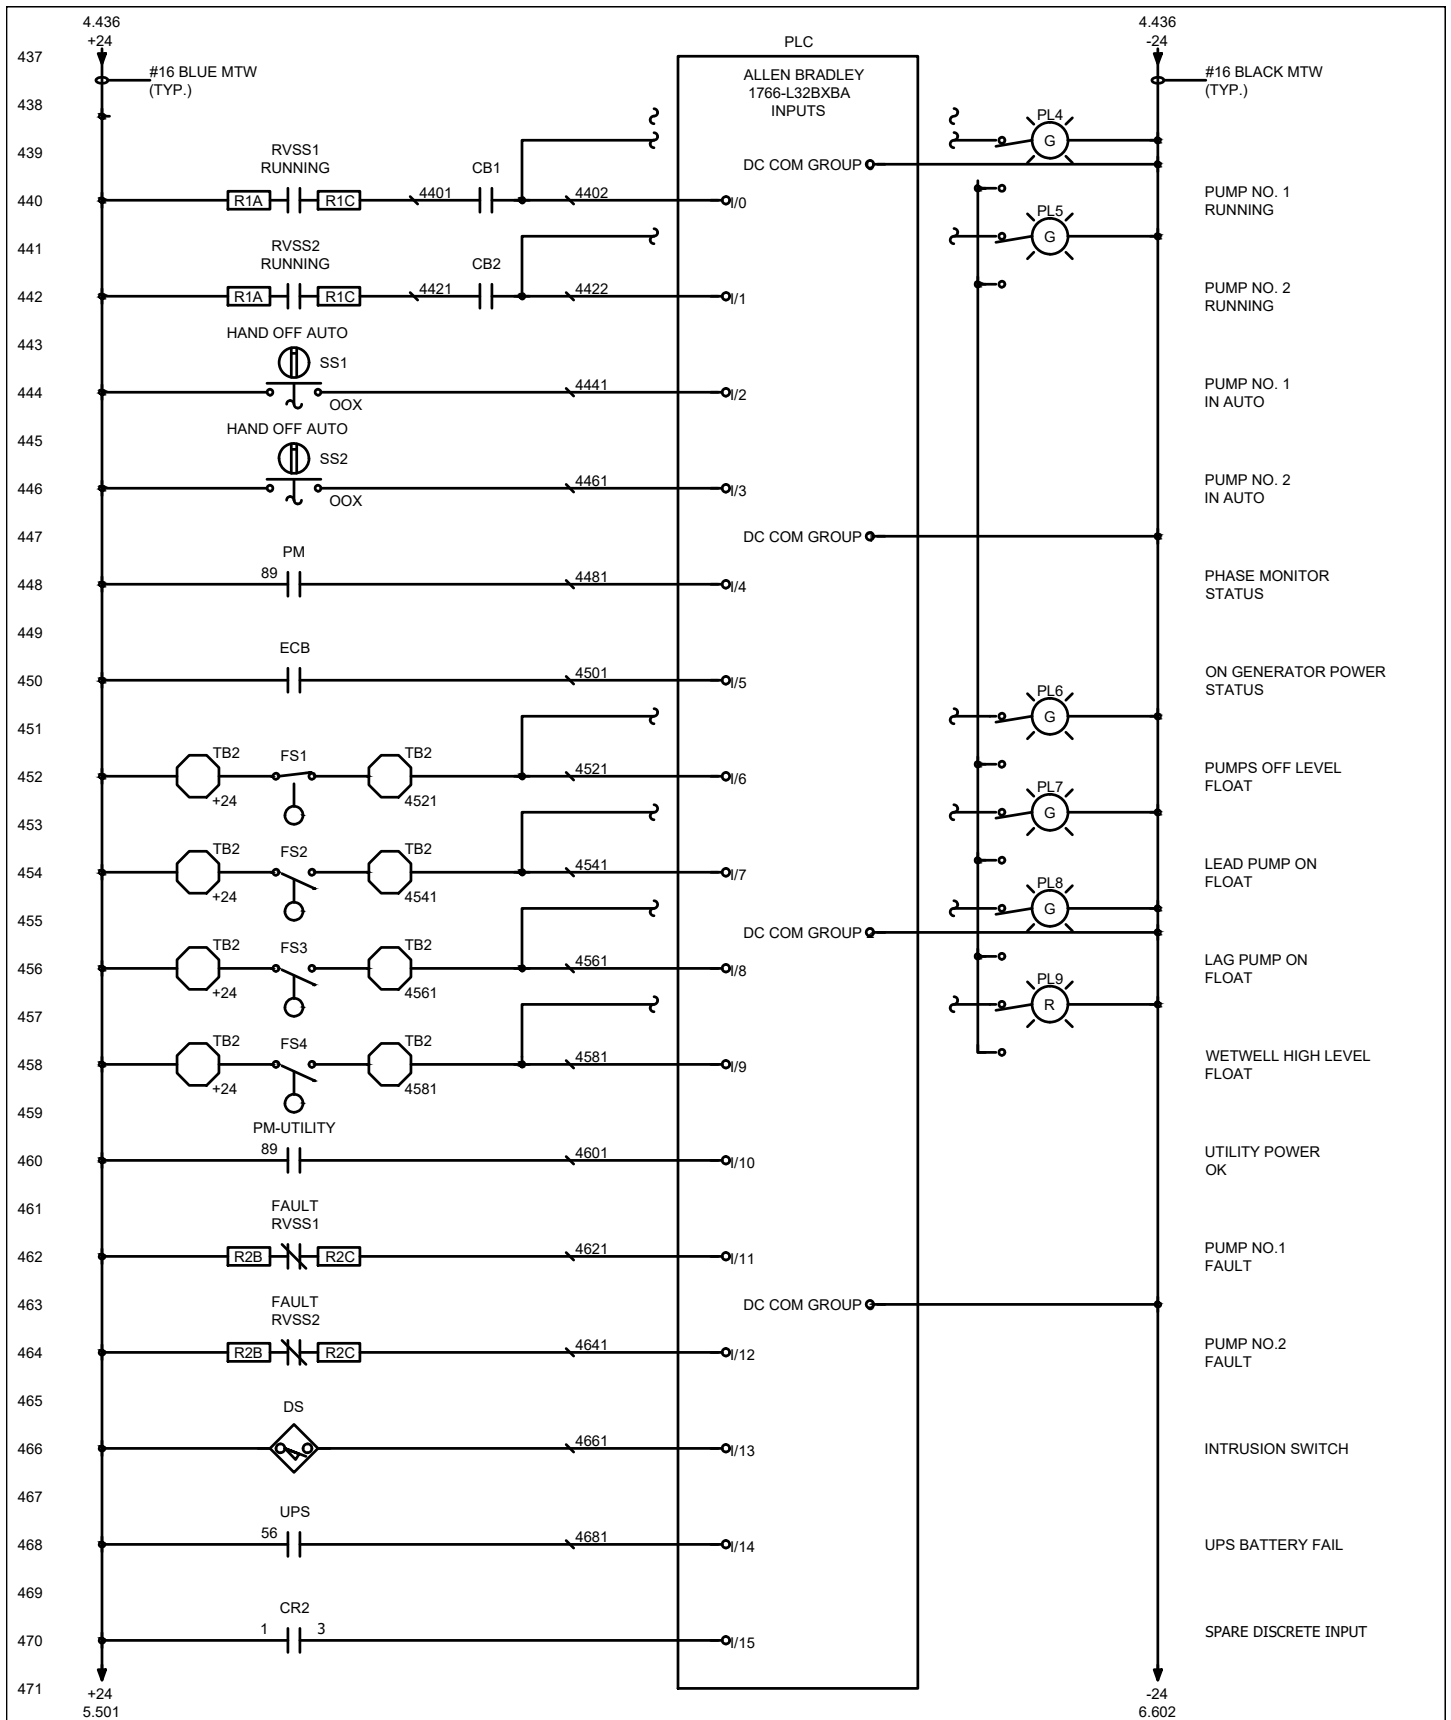 4.436
+24
4.436
-24
437
PLC
#16 BLUE MTW
(TYP.)
ALLEN BRADLEY
1766-L32BXBA
INPUTS
#16 BLACK MTW
(TYP.)
438
PL4
G
439
RVSS1
RUNNING
CB1
DC COM GROUP
440
R1A
R1C
4401
4402
I/0
PUMP NO. 1
RUNNING
PL5
G
441
RVSS2
RUNNING
CB2
442
R1A
R1C
4421
4422
I/1
PUMP NO. 2
RUNNING
443
HAND OFF AUTO
SS1
444
4441
I/2
OOX
PUMP NO. 1
IN AUTO
445
HAND OFF AUTO
SS2
446
4461
I/3
OOX
PUMP NO. 2
IN AUTO
447
DC COM GROUP
PM
448
89
4481
I/4
PHASE MONITOR
STATUS
449
ECB
450
4501
I/5
ON GENERATOR POWER
STATUS
PL6
G
451
TB2
FS1
TB2
452
4521
I/6
+24
4521
PUMPS OFF LEVEL
FLOAT
PL7
G
453
TB2
FS2
TB2
454
4541
I/7
+24
4541
LEAD PUMP ON
FLOAT
PL8
G
455
DC COM GROUP
TB2
FS3
TB2
456
4561
I/8
+24
4561
LAG PUMP ON
FLOAT
PL9
R
457
TB2
FS4
TB2
458
4581
I/9
+24
4581
WETWELL HIGH LEVEL
FLOAT
459
PM-UTILITY
460
89
4601
I/10
UTILITY POWER
OK
461
FAULT
RVSS1
462
R2B
R2C
4621
I/11
PUMP NO.1
FAULT
463
FAULT
RVSS2
DC COM GROUP
464
R2B
R2C
4641
I/12
PUMP NO.2
FAULT
465
DS
466
4661
I/13
INTRUSION SWITCH
467
UPS
468
56
4681
I/14
UPS BATTERY FAIL
469
CR2
470
1
3
I/15
SPARE DISCRETE INPUT
471
+24
5.501
-24
6.602